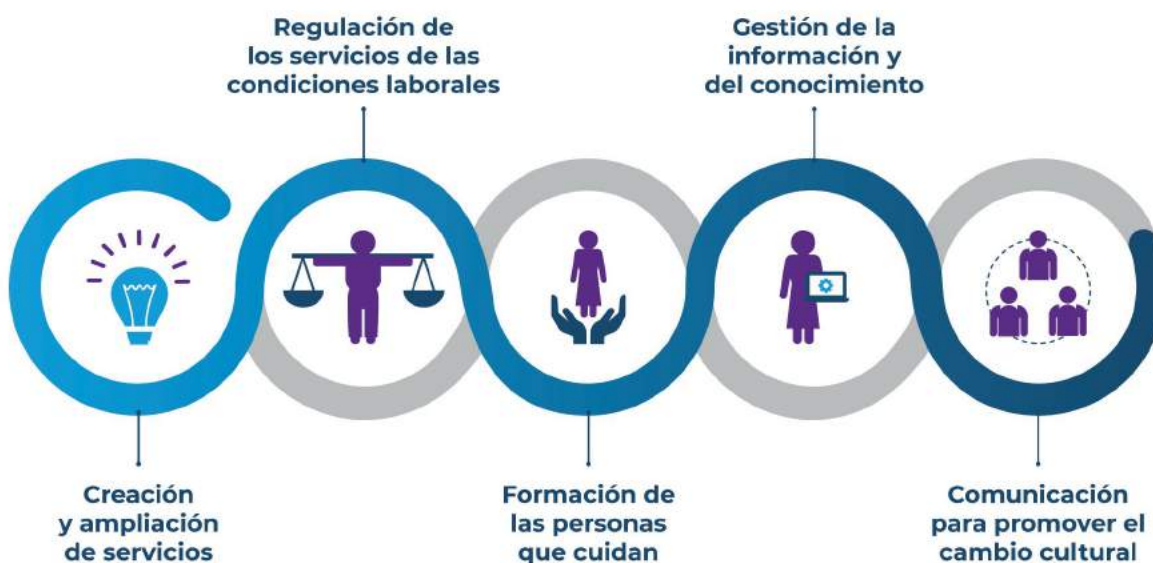 Regulación de
los servicios de las
condiciones laborales
Gestión de la
información y
del conocimiento
Creación
y ampliación
de servicios
Formación de
las personas
que cuidan
Comunicación
para promover el
cambio cultural